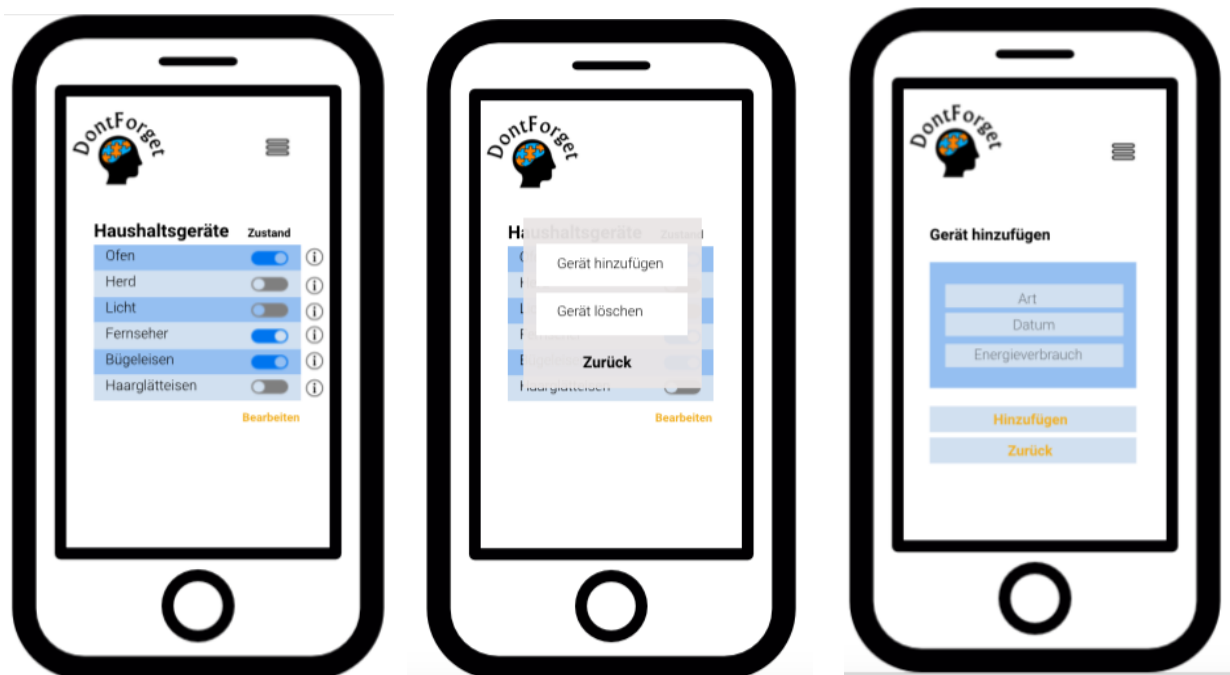 DontForget
Haushaltsgeräte Zustand
Ofen
Herd
Licht
Fernseher
Bügeleisen
Haarglätteisen
Bearbeiten
DontForget
Haushaltsgeräte Zustand
Gerät hinzufügen
Gerät löschen
Zurück
Haarglätteisen
Bearbeiten
DontForget
Gerät hinzufügen
Art
Datum
Energieverbrauch
Hinzufügen
Zurück